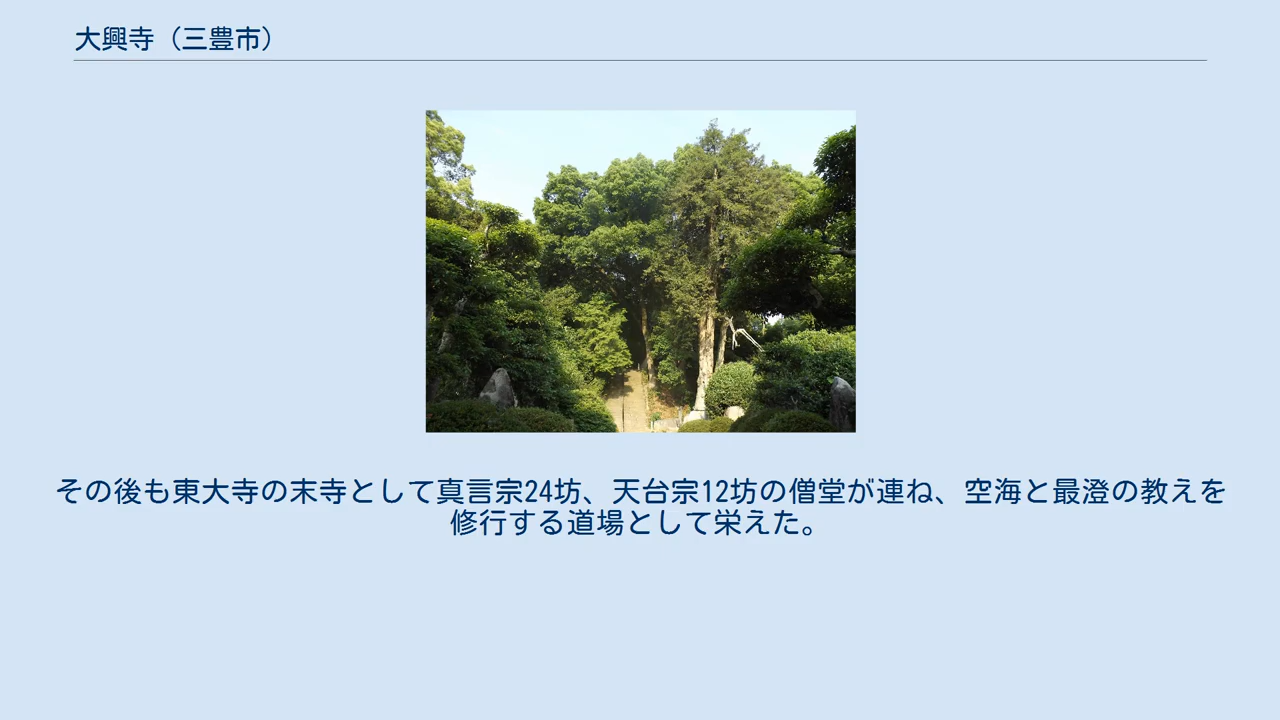 大興寺（三豊市）
その後も東大寺の末寺として真言宗24坊、天台宗12坊の僧堂が連ね、空海と最澄の教えを
修行する道場として栄えた。